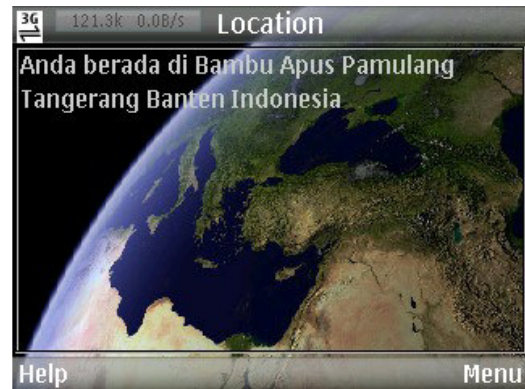 3G 121.3k 0.0B/s Location
Anda berada di Bambu Apus Pamulang
Tangerang Banten Indonesia
Help Menu